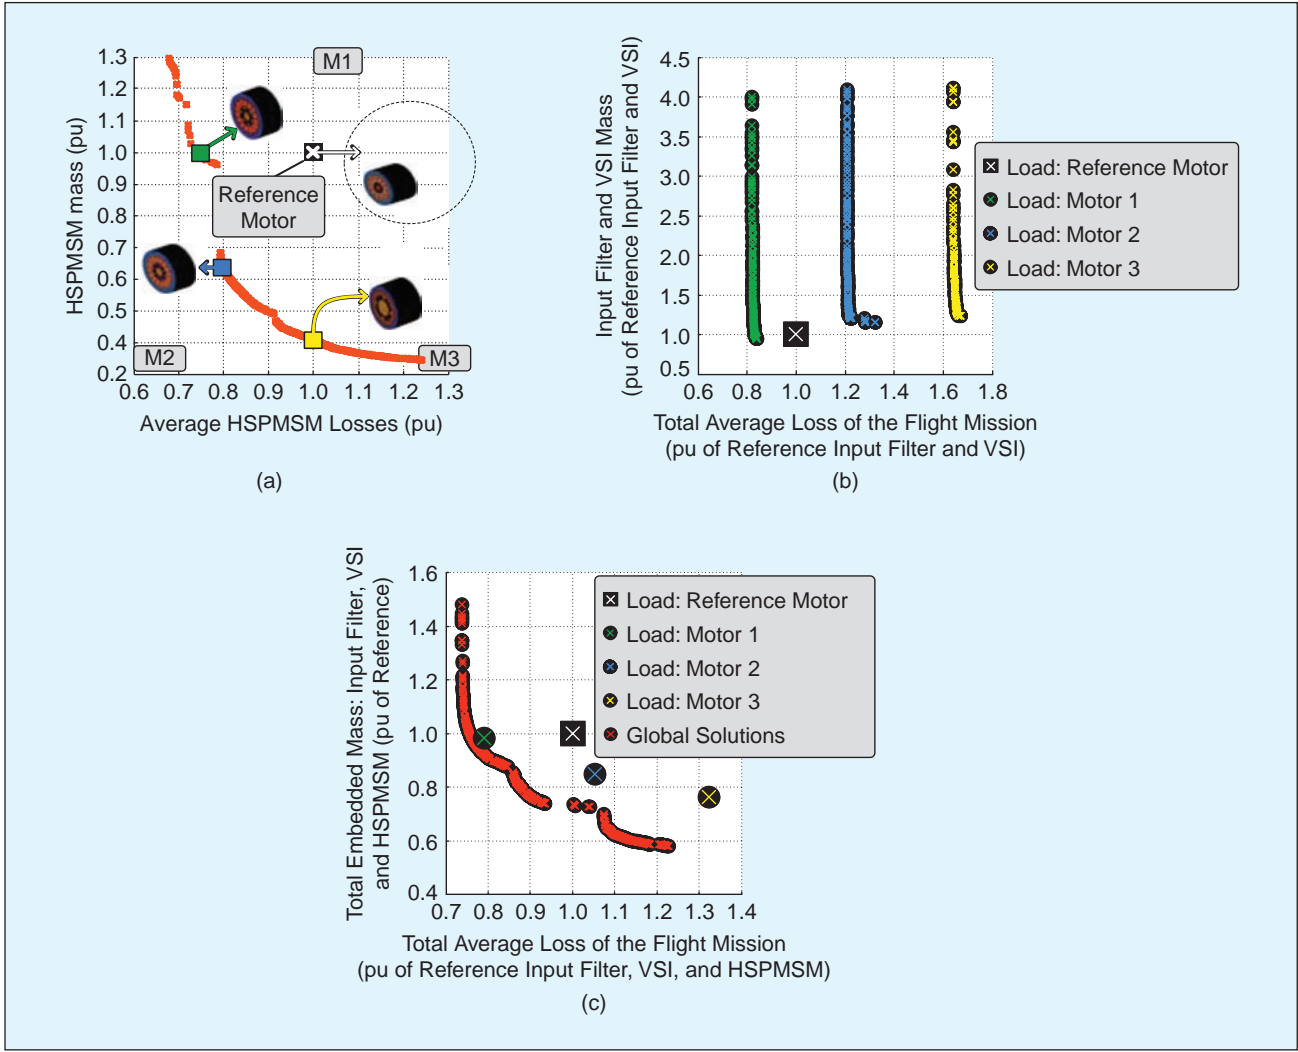 HSPMSM mass (pu)
1.3
1.2
1.1
1.0
0.9
0.8
0.7
0.6
0.5
0.4
0.2
M1
Reference
Motor
M2
M3
0.6 0.7 0.8 0.9 1.0 1.1 1.2 1.3
Average HSPMSM Losses (pu)
(a)
Input Filter and VSI Mass
(pu of Reference Input Filter and VSI)
4.5
4.0
3.5
3.0
2.5
2.0
1.5
1.0
0.5
0.6 0.8 1.0 1.2 1.4 1.6 1.8
Total Average Loss of the Flight Mission
(pu of Reference Input Filter and VSI)
(b)
Load: Reference Motor
Load: Motor 1
Load: Motor 2
Load: Motor 3
Total Embedded Mass: Input Filter, VSI
and HSPMSM (pu of Reference)
1.6
1.4
1.2
1.0
0.8
0.6
0.4
Load: Reference Motor
Load: Motor 1
Load: Motor 2
Load: Motor 3
Global Solutions
0.7 0.8 0.9 1.0 1.1 1.2 1.3 1.4
Total Average Loss of the Flight Mission
(pu of Reference Input Filter, VSI, and HSPMSM)
(c)